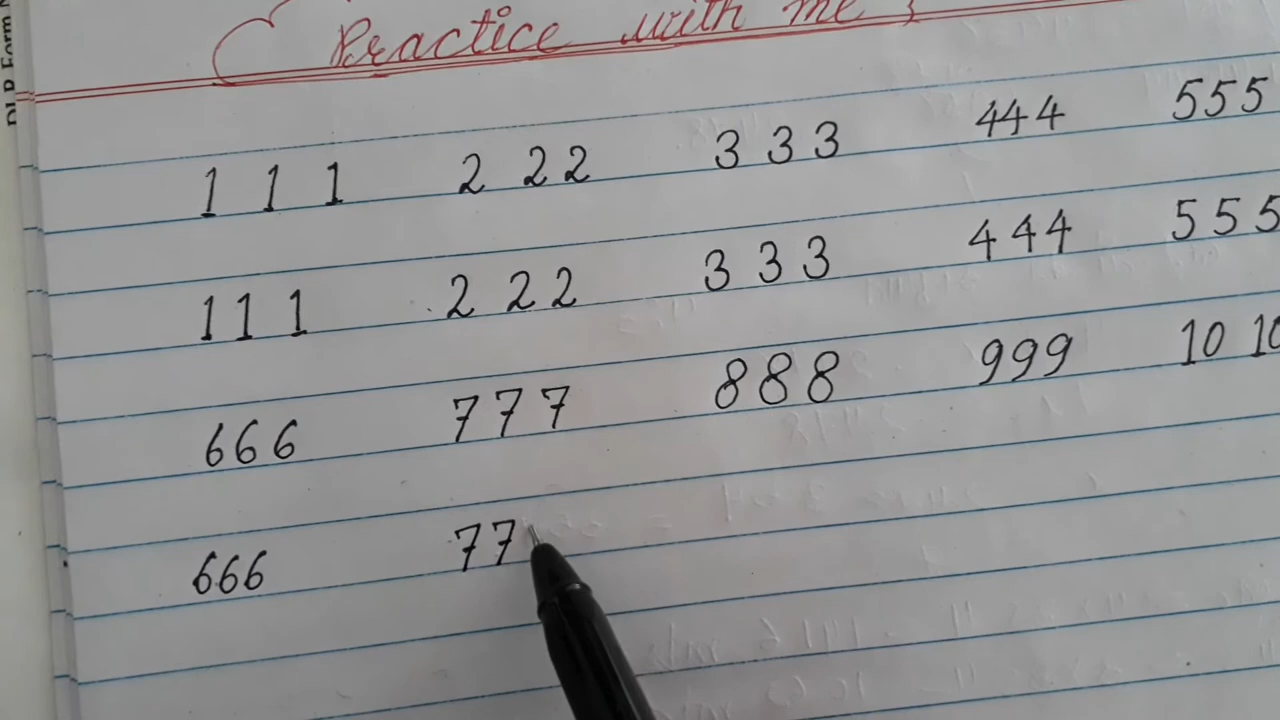 Practice with me
1 1 1 2 2 2 3 3 3 4 4 4 5 5 5
1 1 1 2 2 2 3 3 3 4 4 4 5 5 5
6 6 6 7 7 7 8 8 8 9 9 9 10 10
6 6 6 7 7